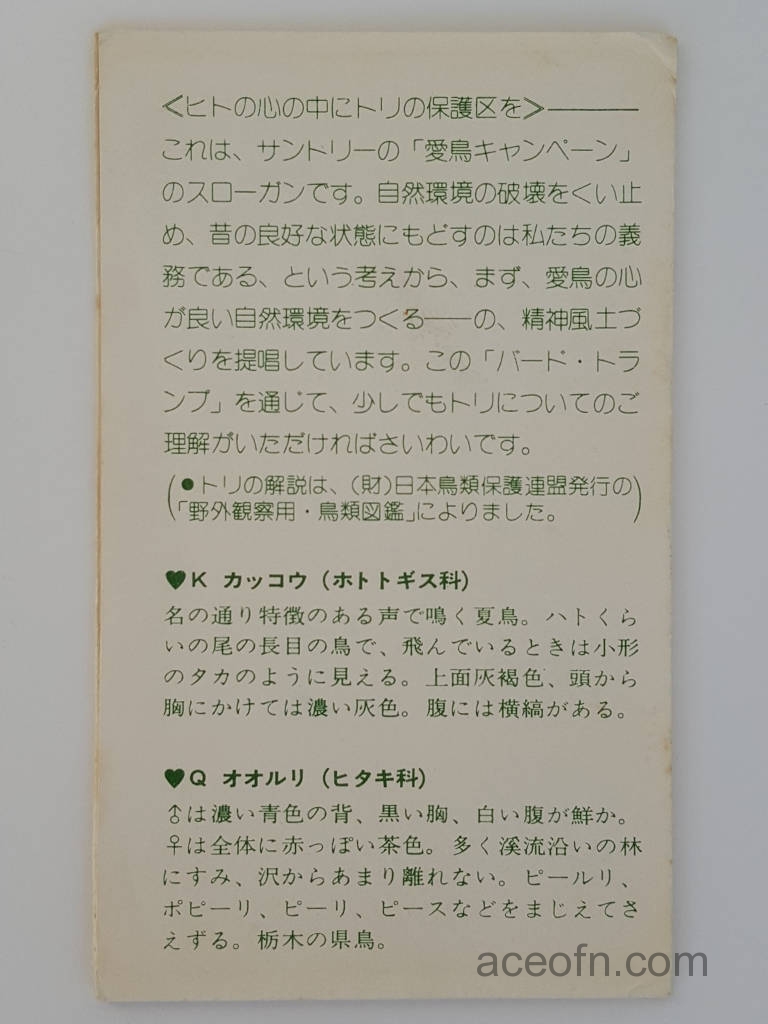 ＜ヒトの心の中にトリの保護区を＞―――
これは、サントリーの「愛鳥キャンペーン」
のスローガンです。自然環境の破壊をくい止
め、昔の良好な状態にもどすのは私たちの義
務である、という考えから、まず、愛鳥の心
が良い自然環境をつくる――の、精神風土づ
くりを提唱しています。この「バード・トラ
ンプ」を通じて、少しでもトリについてのご
理解がいただければさいわいです。
(●トリの解説は、(財)日本鳥類保護連盟発行の
「野外観察用・鳥類図鑑」によりました。)
♥K カッコウ（ホトトギス科）
名の通り特徴のある声で鳴く夏鳥。ハトくら
いの尾の長目の鳥で、飛んでいるときは小形
のタカのように見える。上面灰褐色、頭から
胸にかけては濃い灰色。腹には横縞がある。
♥Q オオルリ（ヒタキ科）
♂は濃い青色の背、黒い胸、白い腹が鮮か。
♀は全体に赤っぽい茶色。多く渓流沿いの林
にすみ、沢からあまり離れない。ピールリ、
ポピーリ、ピーリ、ピースなどをまじえてさ
えずる。栃木の県鳥。
aceofn.com